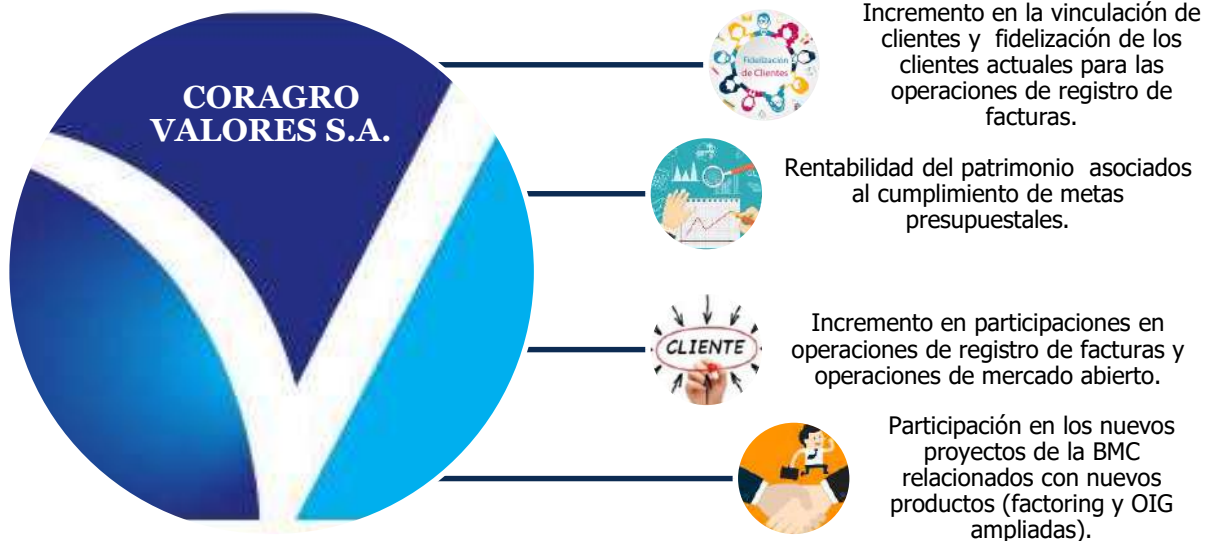 CORAGRO
VALORES S.A.
Fidelización
de Clientes
Incremento en la vinculación de
clientes y fidelización de los
clientes actuales para las
operaciones de registro de
facturas.
Rentabilidad del patrimonio asociados
al cumplimiento de metas
presupuestales.
CLIENTE
Incremento en participaciones en
operaciones de registro de facturas y
operaciones de mercado abierto.
Participación en los nuevos
proyectos de la BMC
relacionados con nuevos
productos (factoring y OIG
ampliadas).